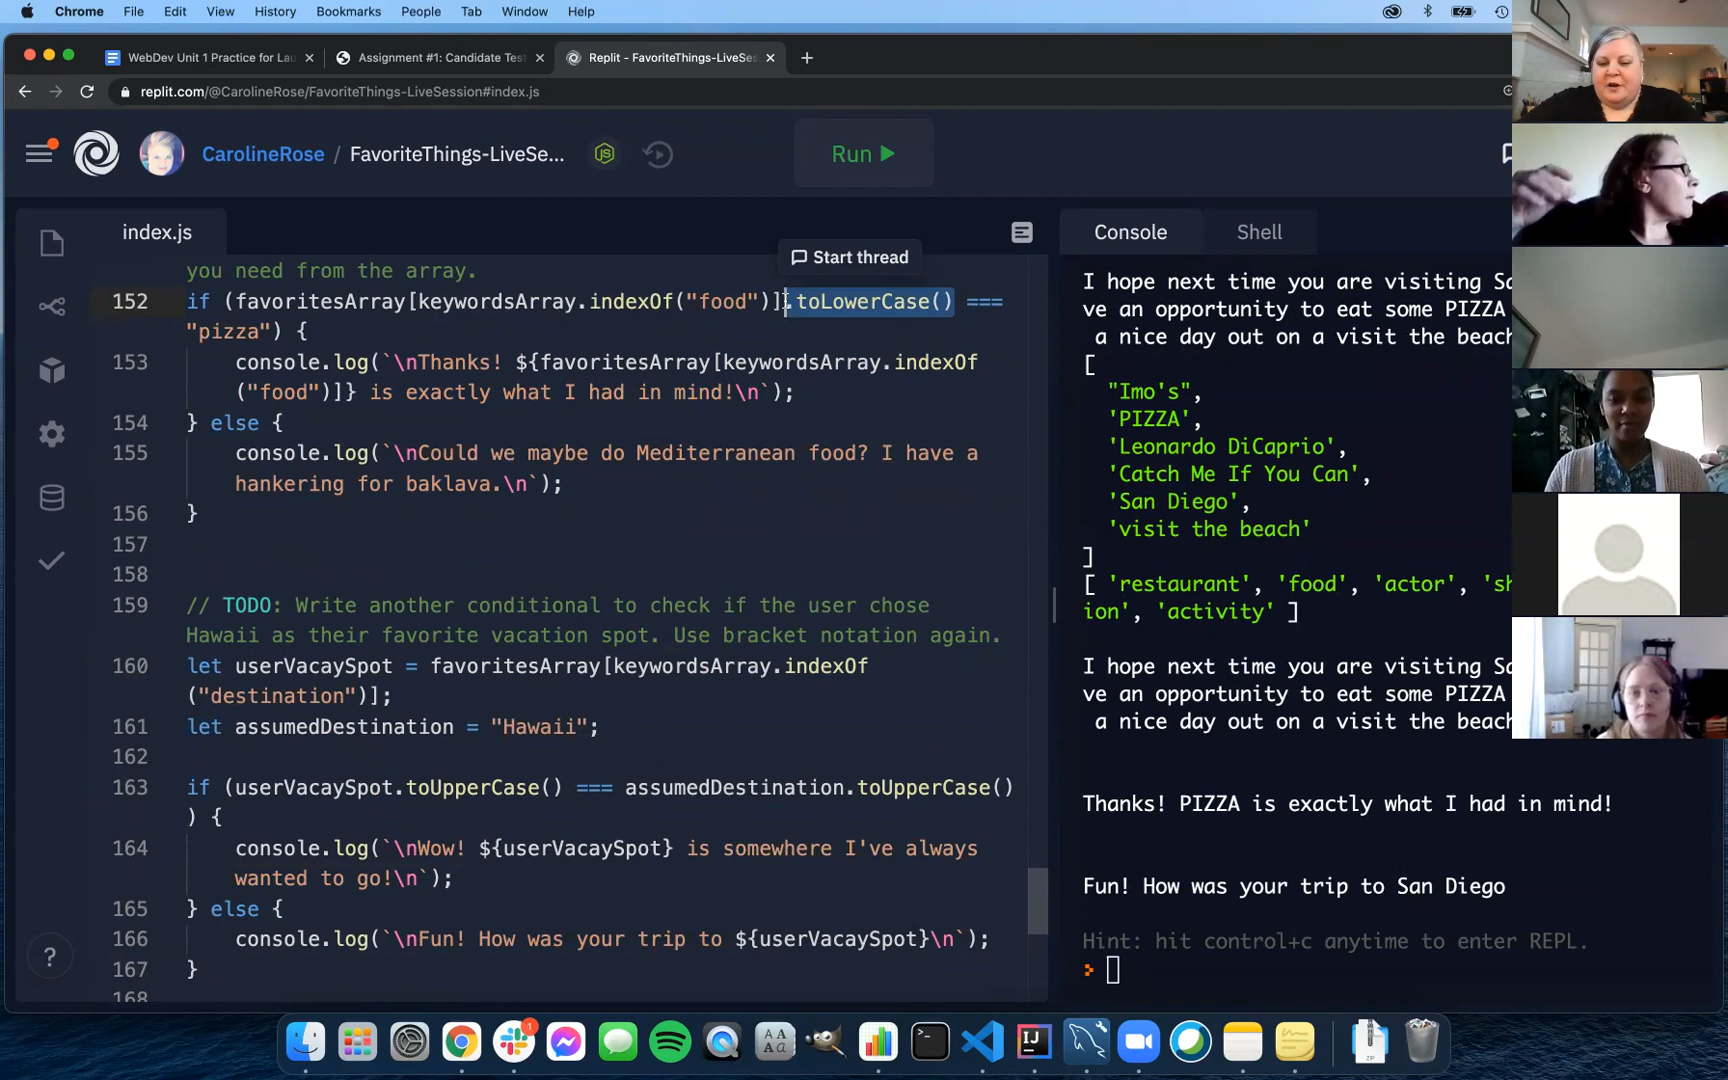 Chrome File Edit View History Bookmarks People Tab Window Help
WebDev Unit 1 Practice for Lau
Assignment #1: Candidate Test
Replit - FavoriteThings-LiveSes
replit.com/@CarolineRose/FavoriteThings-LiveSession#index.js
CarolineRose / FavoriteThings-LiveSe...
Run
index.js
Console
Shell
Start thread
you need from the array.
152 if (favoritesArray[keywordsArray.indexOf("food")].toLowerCase() ===
"pizza") {
153 console.log(`\nThanks! ${favoritesArray[keywordsArray.indexOf
("food")]} is exactly what I had in mind!\n`);
154 } else {
155 console.log(`\nCould we maybe do Mediterranean food? I have a
hankering for baklava.\n`);
156 }
157
158
159 // TODO: Write another conditional to check if the user chose
Hawaii as their favorite vacation spot. Use bracket notation again.
160 let userVacaySpot = favoritesArray[keywordsArray.indexOf
("destination")];
161 let assumedDestination = "Hawaii";
162
163 if (userVacaySpot.toUpperCase() === assumedDestination.toUpperCase()
) {
164 console.log(`\nWow! ${userVacaySpot} is somewhere I've always
wanted to go!\n`);
165 } else {
166 console.log(`\nFun! How was your trip to ${userVacaySpot}\n`);
167 }
168
I hope next time you are visiting Sa
ve an opportunity to eat some PIZZA
a nice day out on a visit the beach
[
"Imo's",
'PIZZA',
'Leonardo DiCaprio',
'Catch Me If You Can',
'San Diego',
'visit the beach'
]
[ 'restaurant', 'food', 'actor', 'sh
ion', 'activity' ]
I hope next time you are visiting Sa
ve an opportunity to eat some PIZZA
a nice day out on a visit the beach
Thanks! PIZZA is exactly what I had in mind!
Fun! How was your trip to San Diego
Hint: hit control+c anytime to enter REPL.
>
?
1
AA
aa
IJ
ZIP